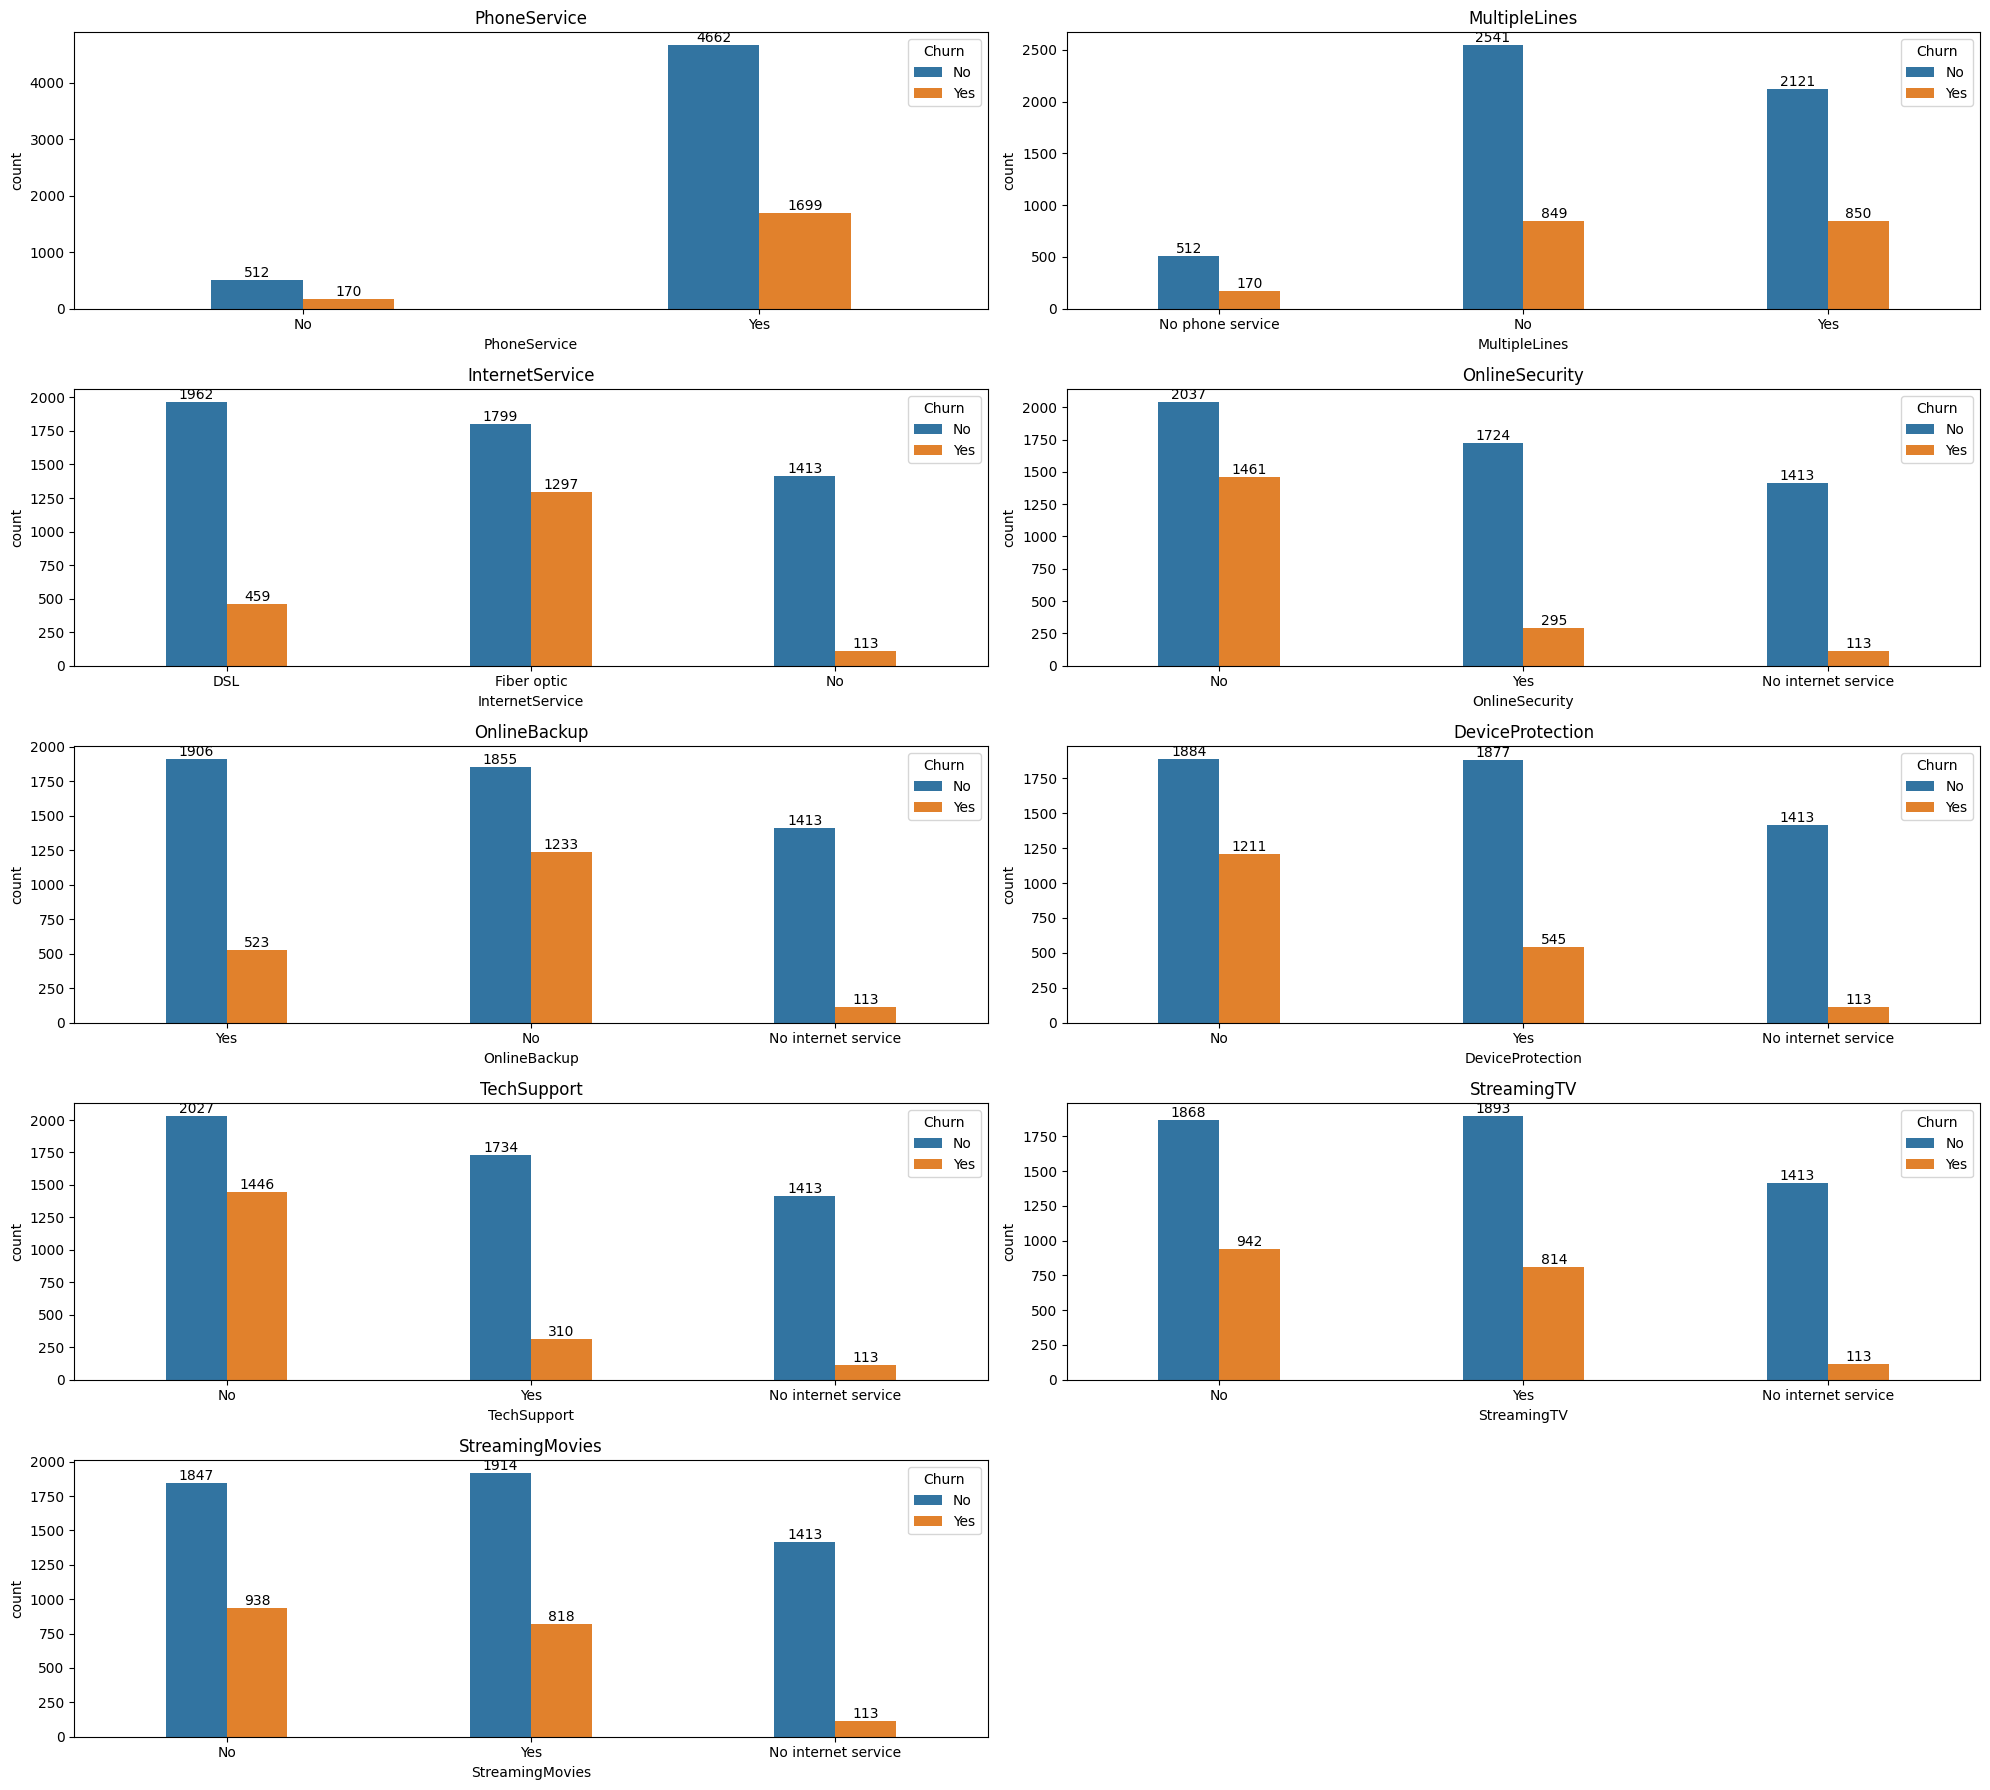 PhoneService
4662
Churn
No
Yes
4000
3000
2000
1000
0
count
1699
512
170
No
Yes
PhoneService
MultipleLines
2541
Churn
No
Yes
2500
2000
1500
1000
500
0
count
2121
849
850
512
170
No phone service
No
Yes
MultipleLines
InternetService
1962
Churn
No
Yes
2000
1750
1500
1250
1000
750
500
250
0
count
1799
1297
1413
459
113
DSL
Fiber optic
No
InternetService
OnlineSecurity
2037
Churn
No
Yes
2000
1750
1500
1250
1000
750
500
250
0
count
1724
1461
1413
295
113
No
Yes
No internet service
OnlineSecurity
OnlineBackup
1906
1855
Churn
No
Yes
2000
1750
1500
1250
1000
750
500
250
0
count
1413
1233
523
113
Yes
No
No internet service
OnlineBackup
DeviceProtection
1884
1877
Churn
No
Yes
1750
1500
1250
1000
750
500
250
0
count
1413
1211
545
113
No
Yes
No internet service
DeviceProtection
TechSupport
2027
Churn
No
Yes
2000
1750
1500
1250
1000
750
500
250
0
count
1734
1446
1413
310
113
No
Yes
No internet service
TechSupport
StreamingTV
1868
1893
Churn
No
Yes
1750
1500
1250
1000
750
500
250
0
count
1413
942
814
113
No
Yes
No internet service
StreamingTV
StreamingMovies
1847
1914
Churn
No
Yes
2000
1750
1500
1250
1000
750
500
250
0
count
1413
938
818
113
No
Yes
No internet service
StreamingMovies